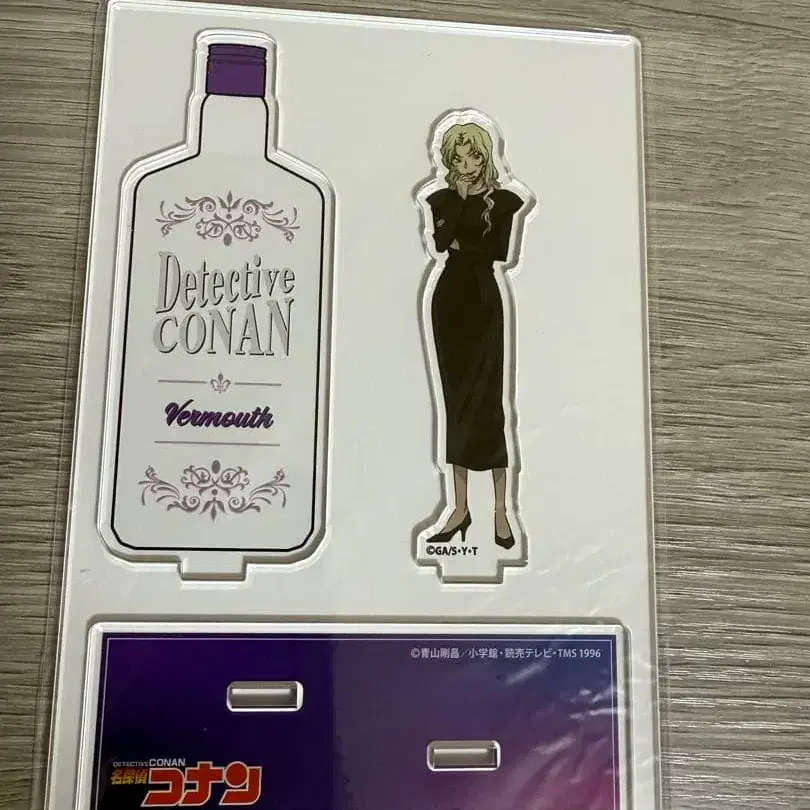 Detective
CONAN
Vermouth
©GA/S・Y・T
©青山剛昌／小学館・読売テレビ・TMS 1996
DETECTIVE CONAN
名探偵
コナン